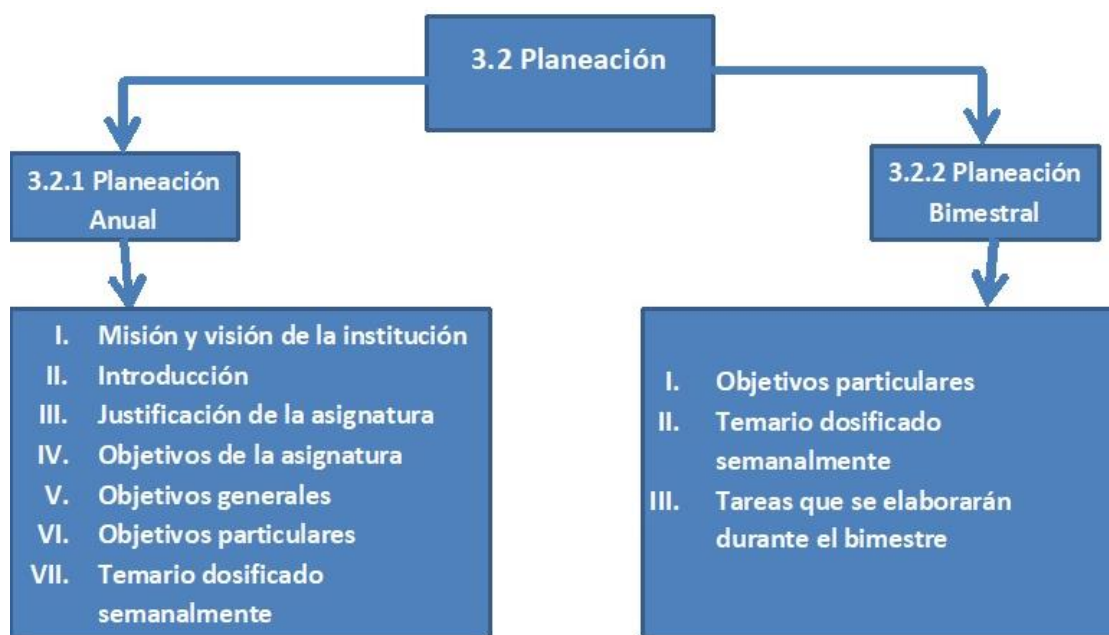 3.2 Planeación
3.2.1 Planeación
Anual
3.2.2 Planeación
Bimestral
I. Misión y visión de la institución
II. Introducción
III. Justificación de la asignatura
IV. Objetivos de la asignatura
V. Objetivos generales
VI. Objetivos particulares
VII. Temario dosificado
semanalmente
I. Objetivos particulares
II. Temario dosificado
semanalmente
III. Tareas que se elaborarán
durante el bimestre